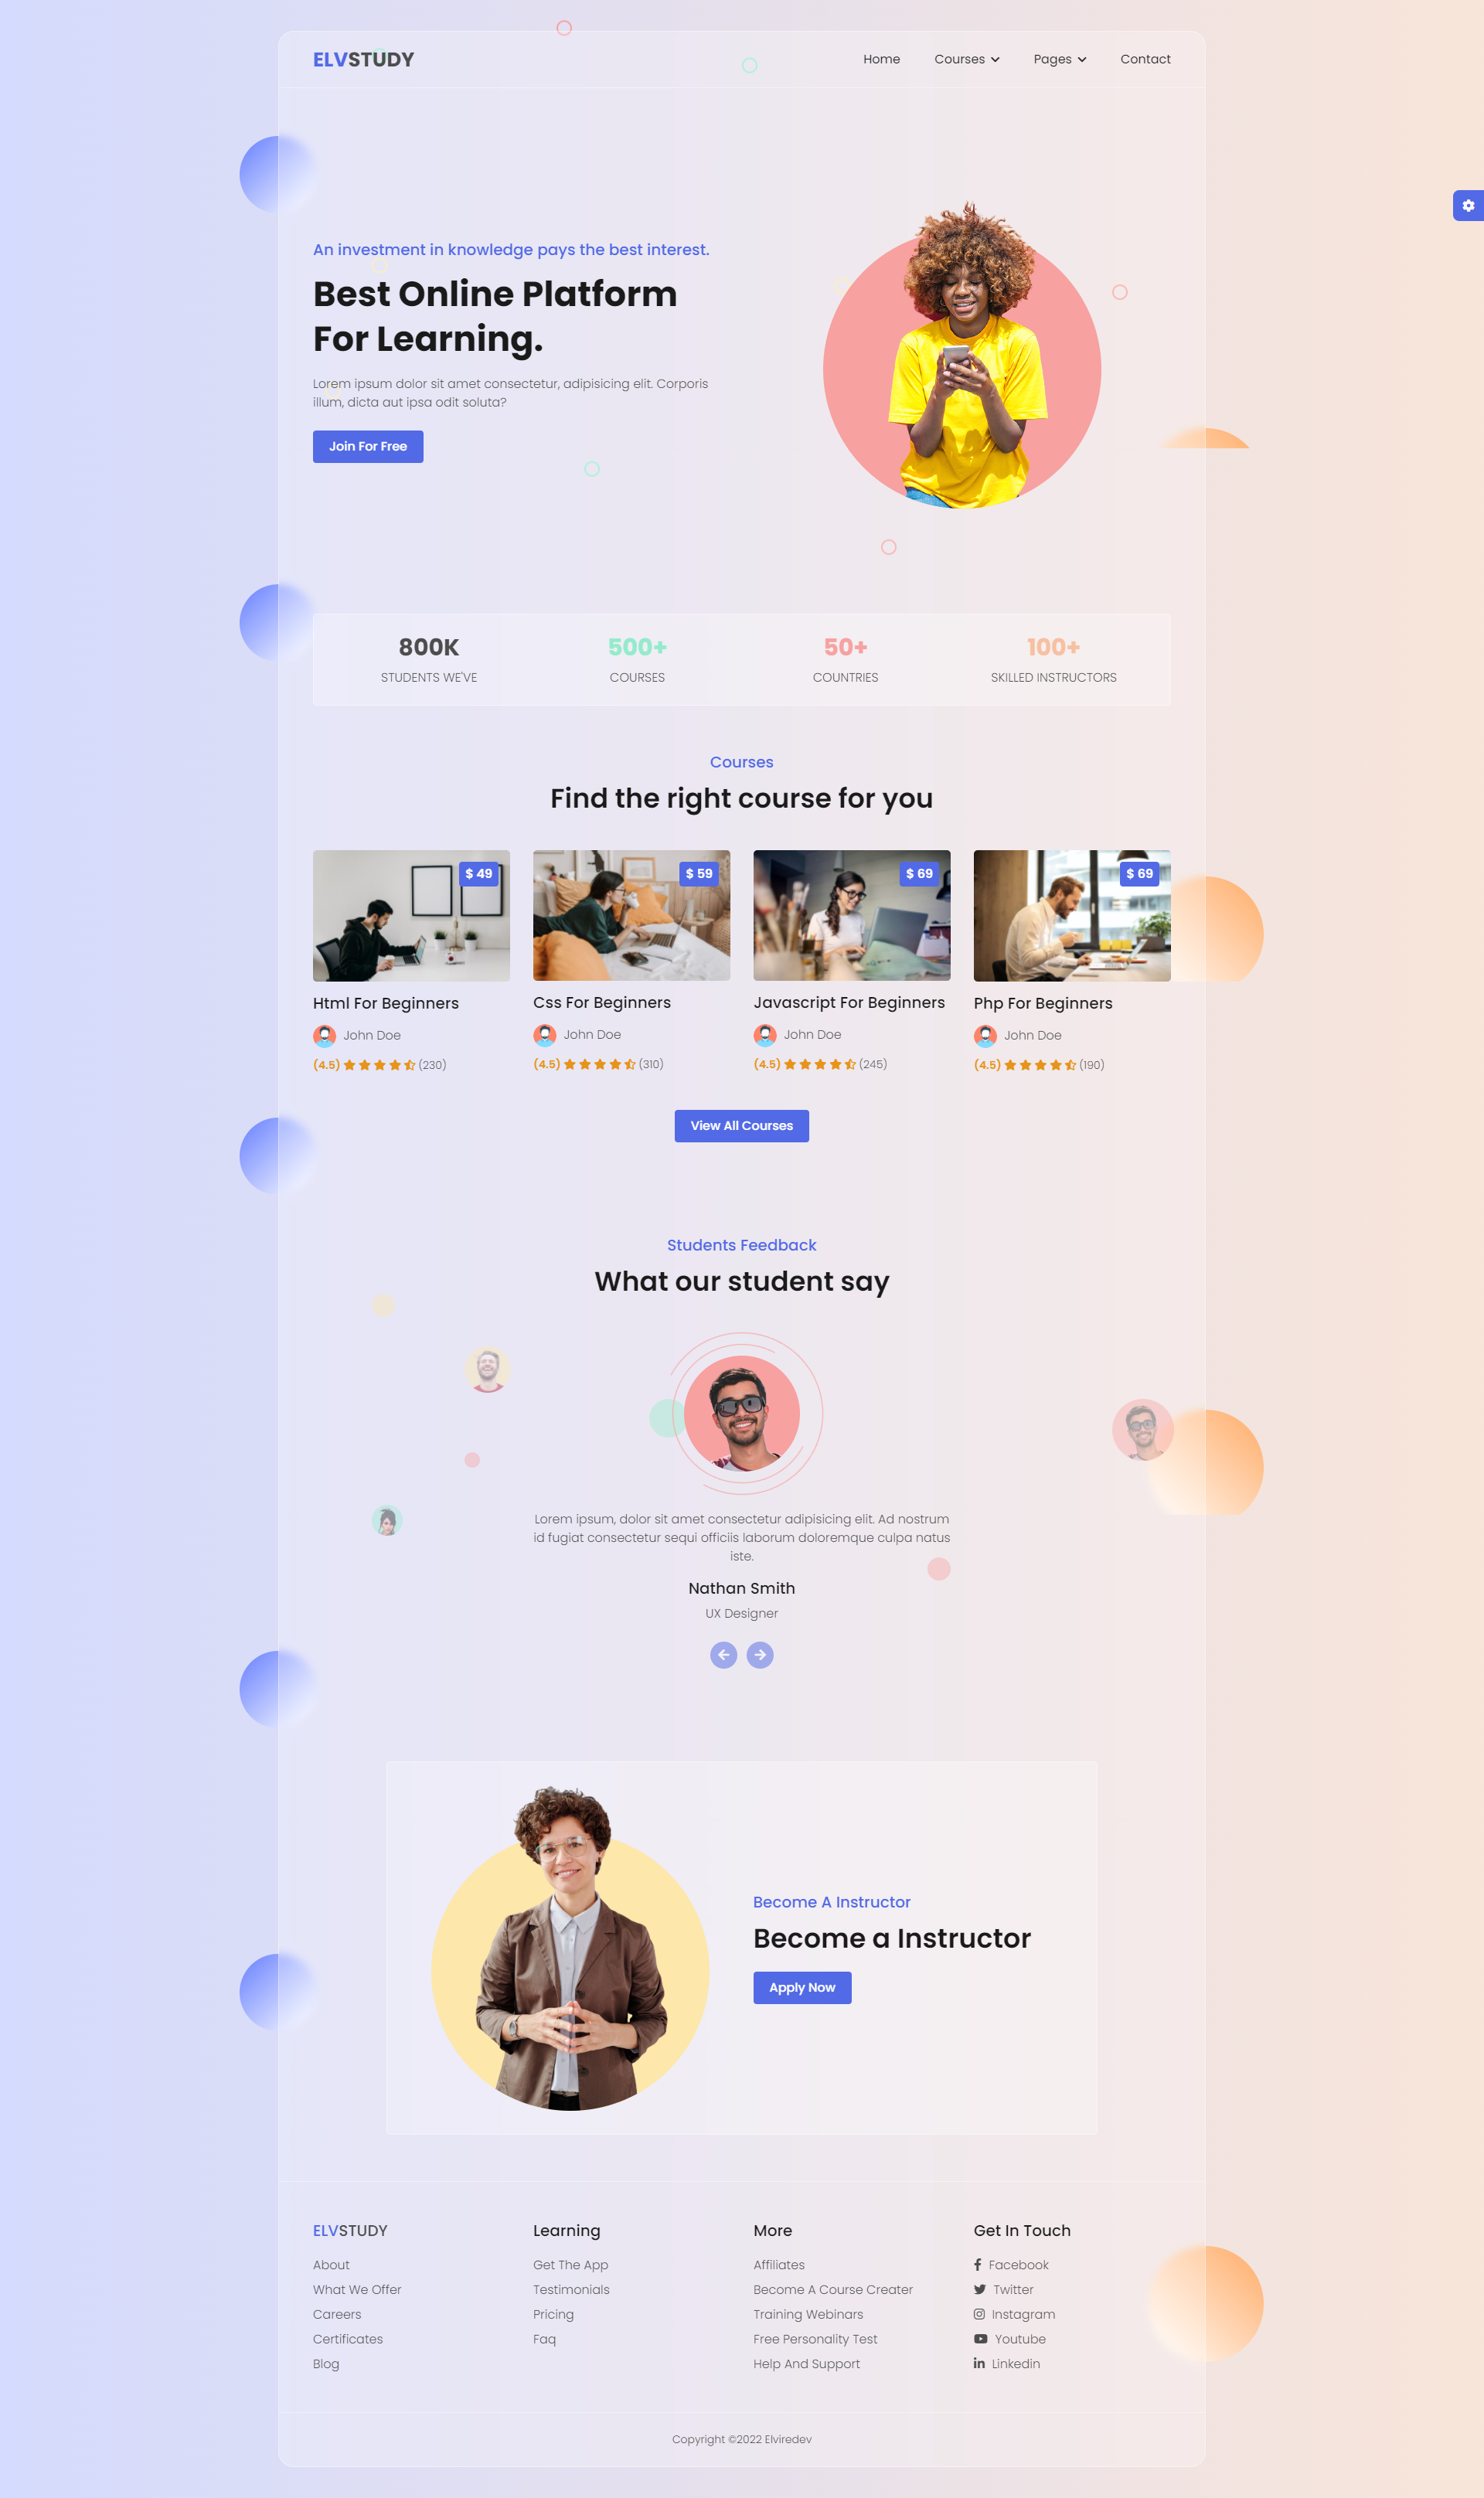 ELVSTUDY
Home
Courses
Pages
Contact
An investment in knowledge pays the best interest.
Best Online Platform
For Learning.
Lorem ipsum dolor sit amet consectetur, adipisicing elit. Corporis
illum, dicta aut ipsa odit soluta?
Join For Free
800K
STUDENTS WE'VE
500+
COURSES
50+
COUNTRIES
100+
SKILLED INSTRUCTORS
Courses
Find the right course for you
$ 49
Html For Beginners
John Doe
(4.5) (230)
$ 59
Css For Beginners
John Doe
(4.5) (310)
$ 69
Javascript For Beginners
John Doe
(4.5) (245)
$ 69
Php For Beginners
John Doe
(4.5) (190)
View All Courses
Students Feedback
What our student say
Lorem ipsum, dolor sit amet consectetur adipisicing elit. Ad nostrum
id fugiat consectetur sequi officiis laborum doloremque culpa natus
iste.
Nathan Smith
UX Designer
Become A Instructor
Become a Instructor
Apply Now
ELVSTUDY
About
What We Offer
Careers
Certificates
Blog
Learning
Get The App
Testimonials
Pricing
Faq
More
Affiliates
Become A Course Creater
Training Webinars
Free Personality Test
Help And Support
Get In Touch
Facebook
Twitter
Instagram
Youtube
Linkedin
Copyright ©2022 Elviredev